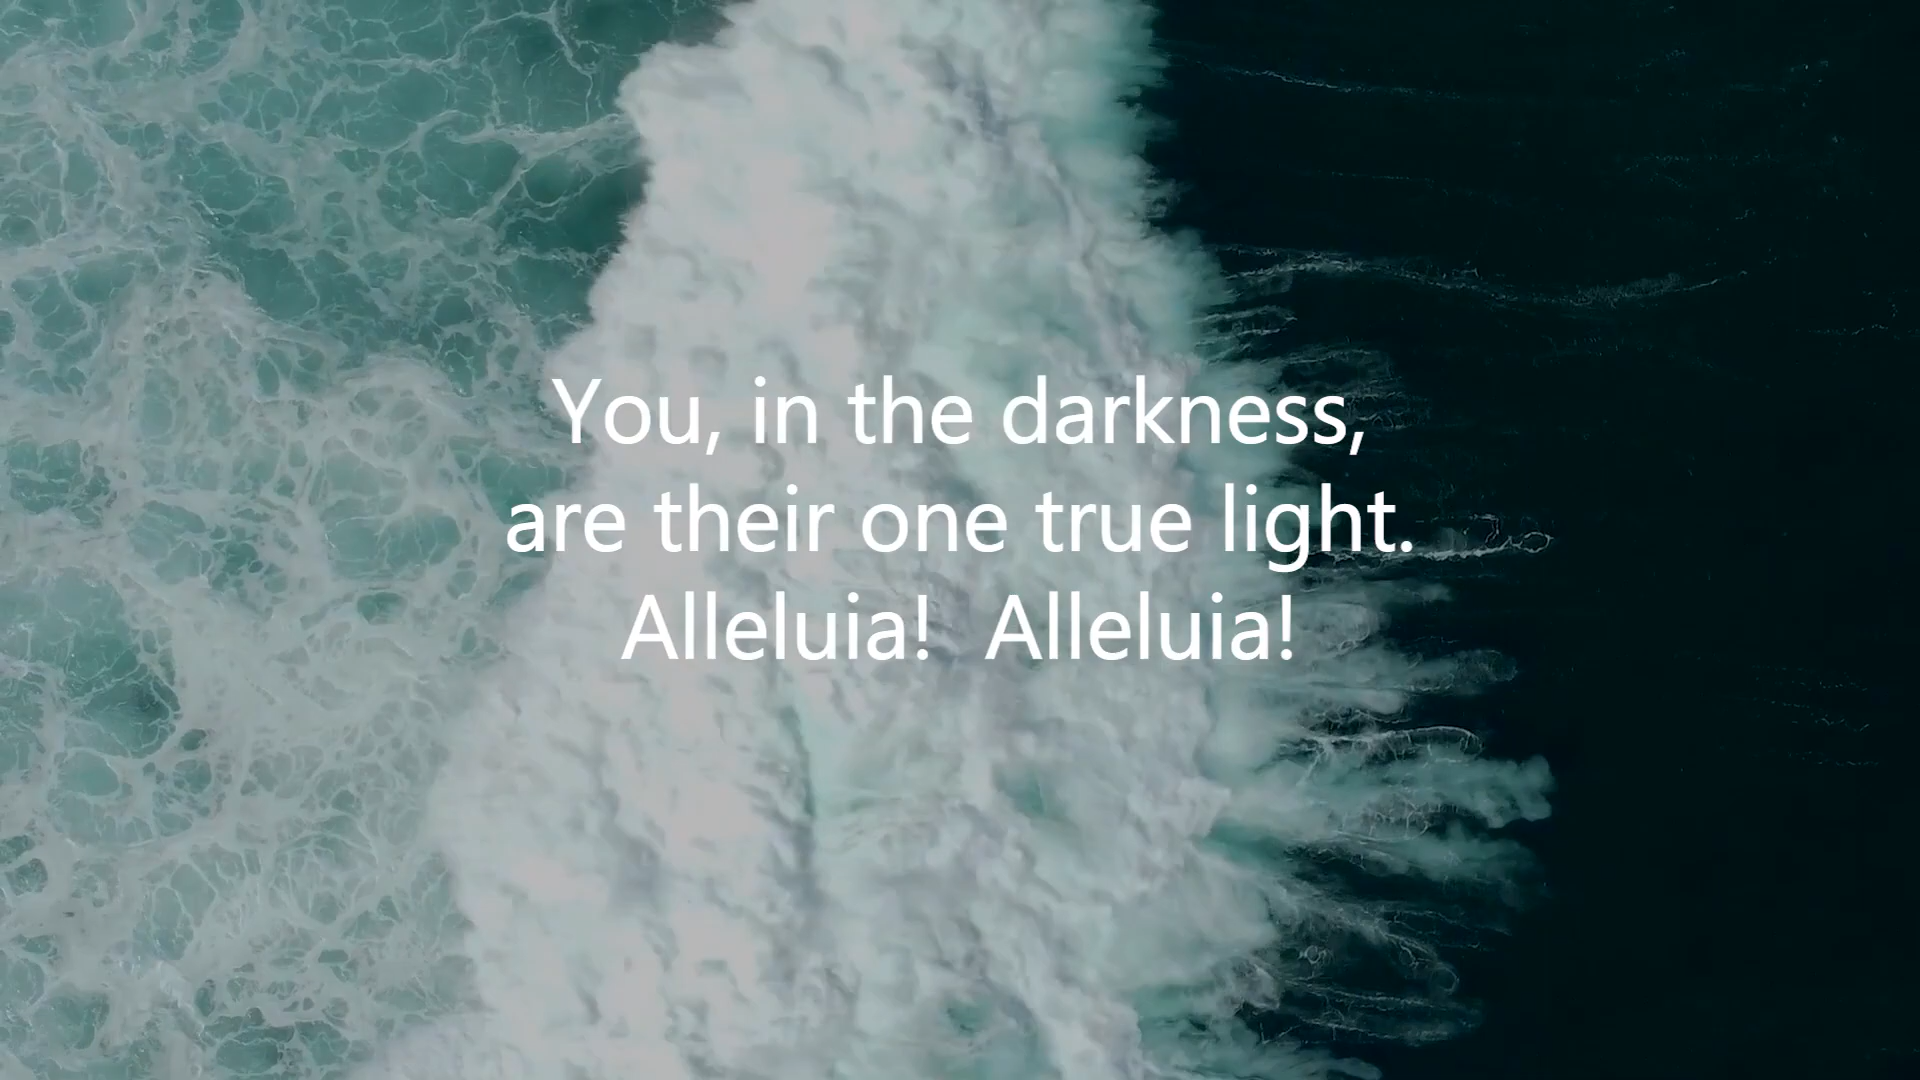 You, in the darkness,
are their one true light.
Alleluia!  Alleluia!